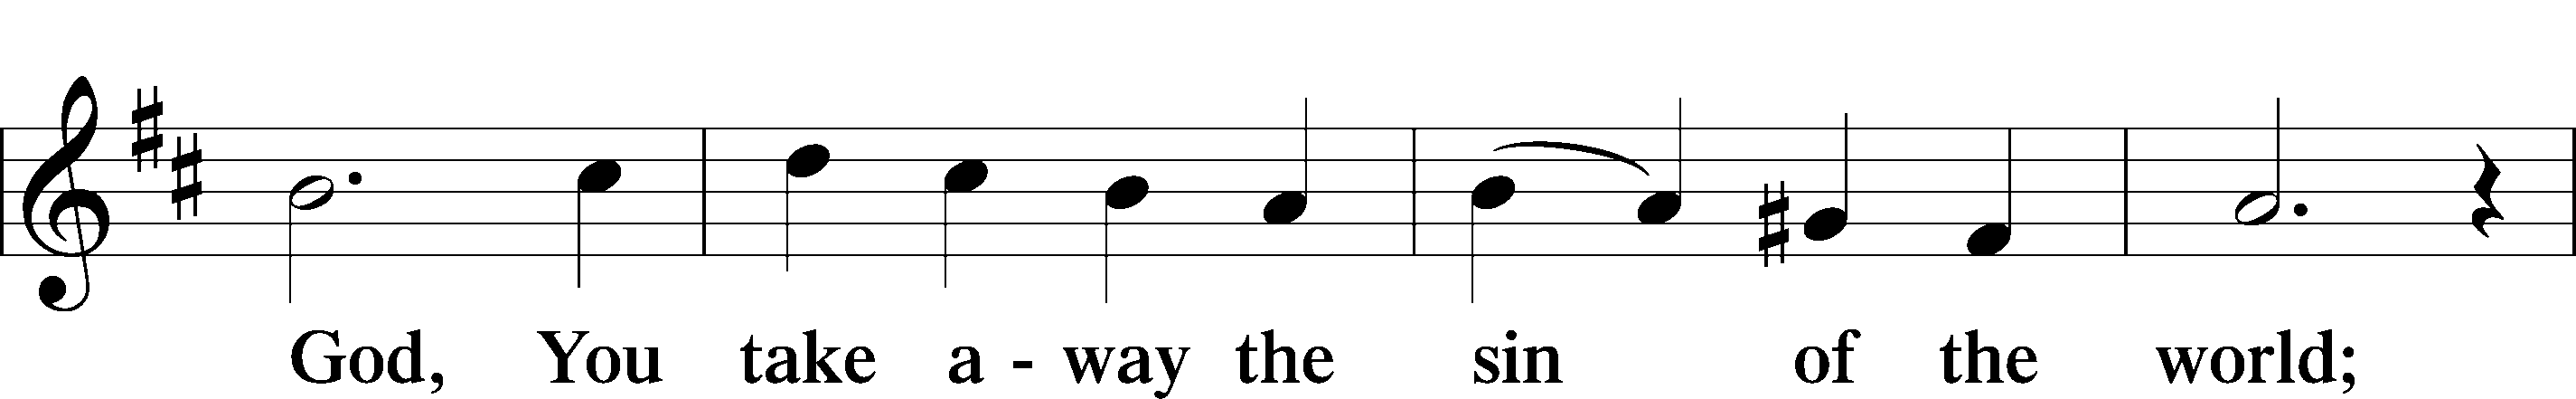 God, You take a - way the sin of the world;